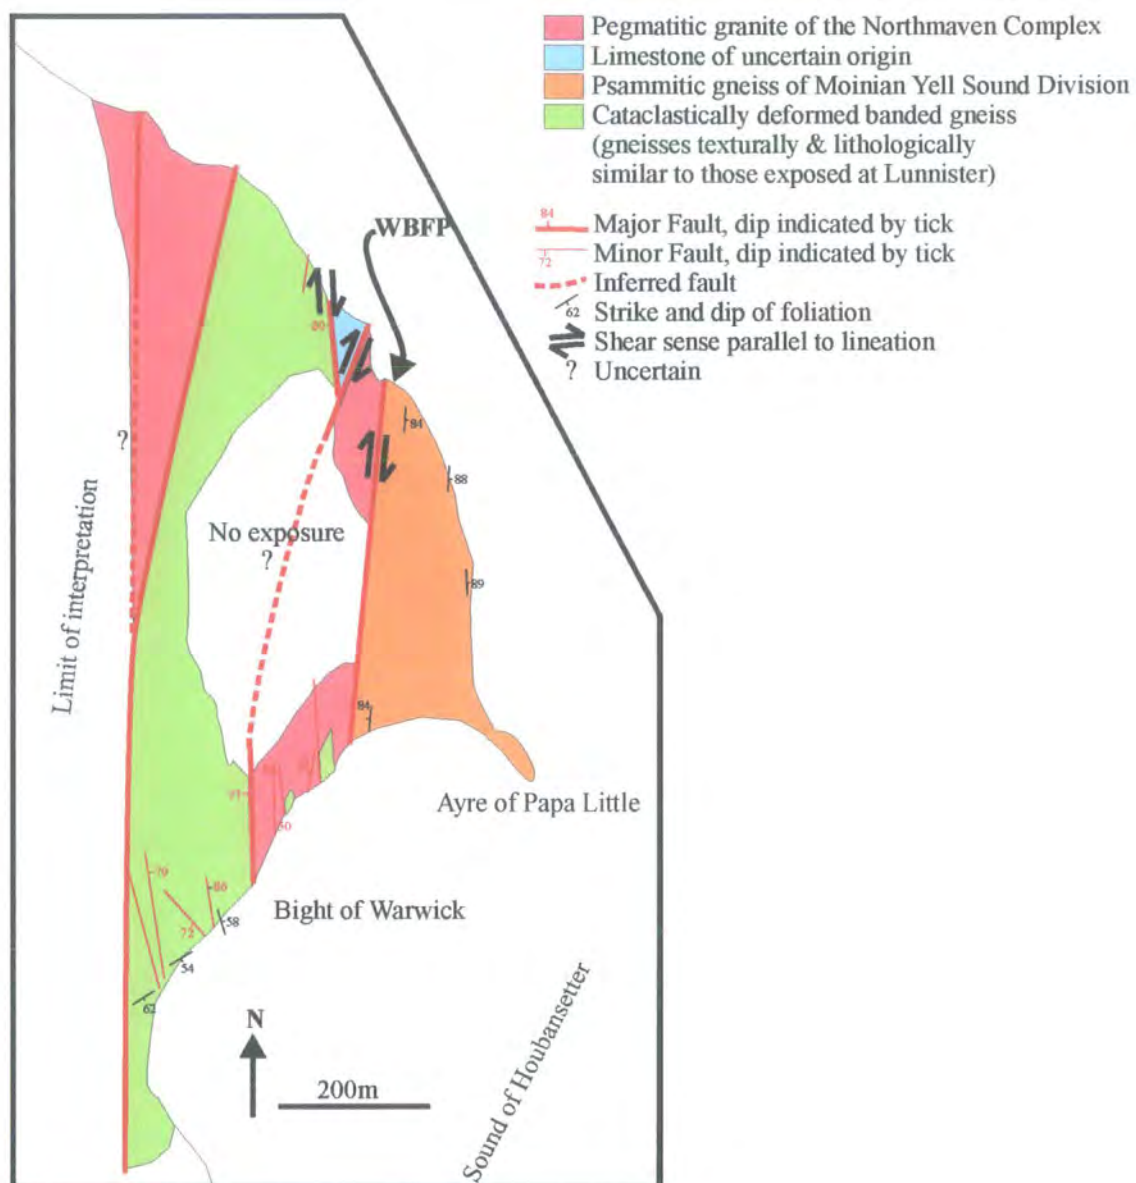 Pegmatitic granite of the Northmaven Complex
Limestone of uncertain origin
Psammitic gneiss of Moinian Yell Sound Division
Cataclastically deformed banded gneiss
(gneisses texturally & lithologically
similar to those exposed at Lunnister)
84
Major Fault, dip indicated by tick
72
Minor Fault, dip indicated by tick
Inferred fault
62
Strike and dip of foliation
Shear sense parallel to lineation
? Uncertain
WBFP
84
88
?
No exposure
?
89
Limit of interpretation
84
Ayre of Papa Little
50
79
86
Bight of Warwick
58
72
54
62
N
200m
Sound of Houbansetter